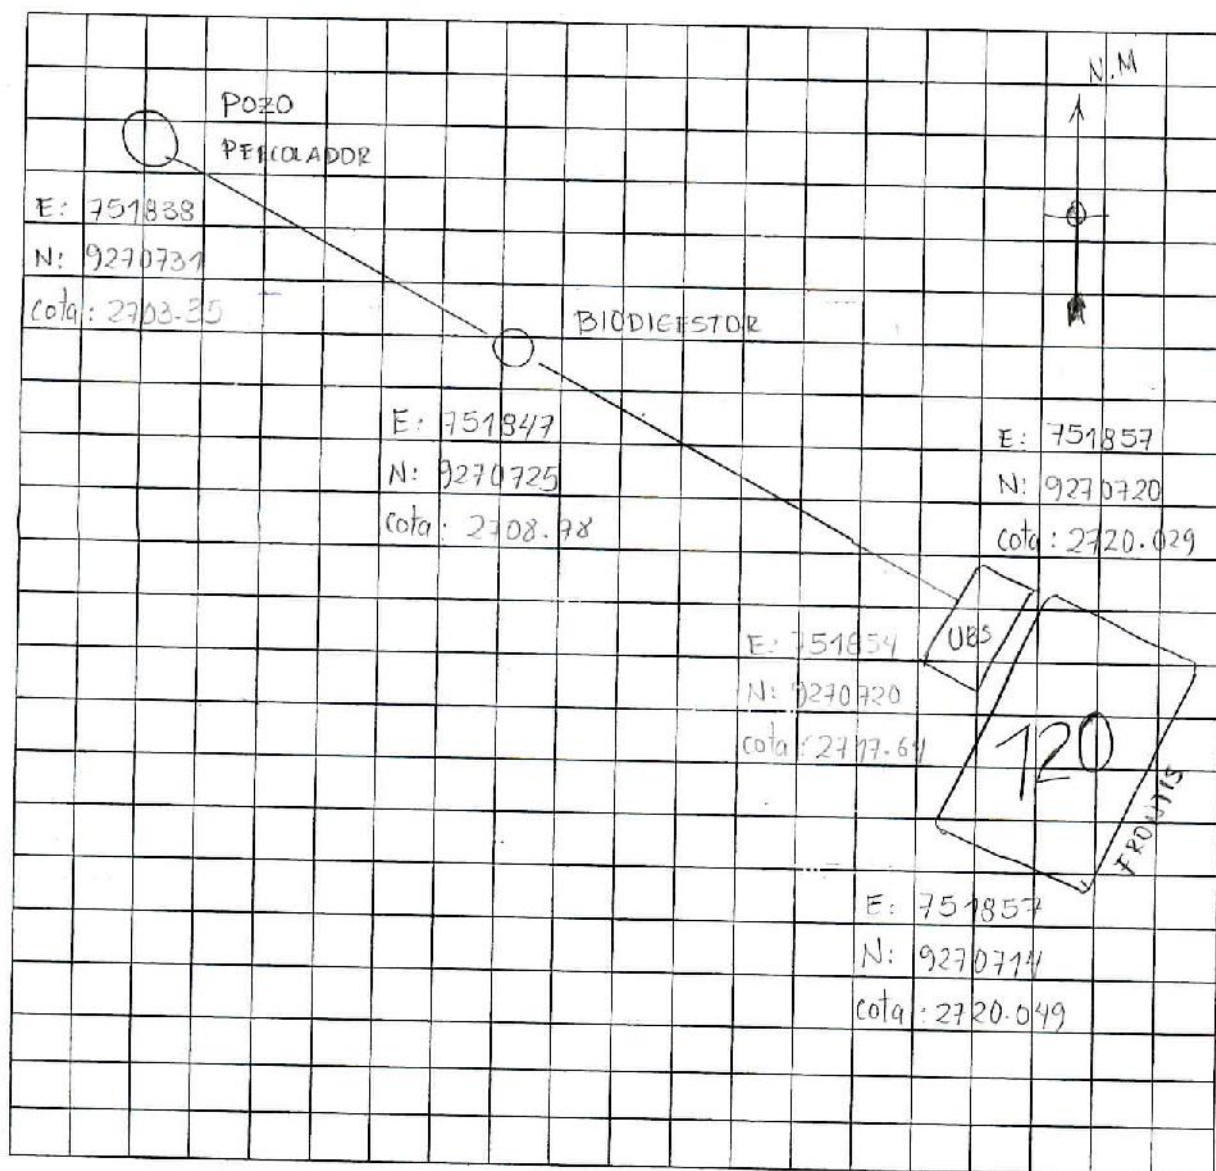 N.M
POZO
PERCOLADOR
E: 751838
N: 9270731
cota: 2703.35
BIODIGESTOR
E: 751847
N: 9270725
cota: 2708.78
E: 751857
N: 9270720
cota: 2720.029
UBS
E: 751854
N: 9270720
cota: 2717.61
120
FRONTIS
E: 751857
N: 9270714
cota: 2720.049